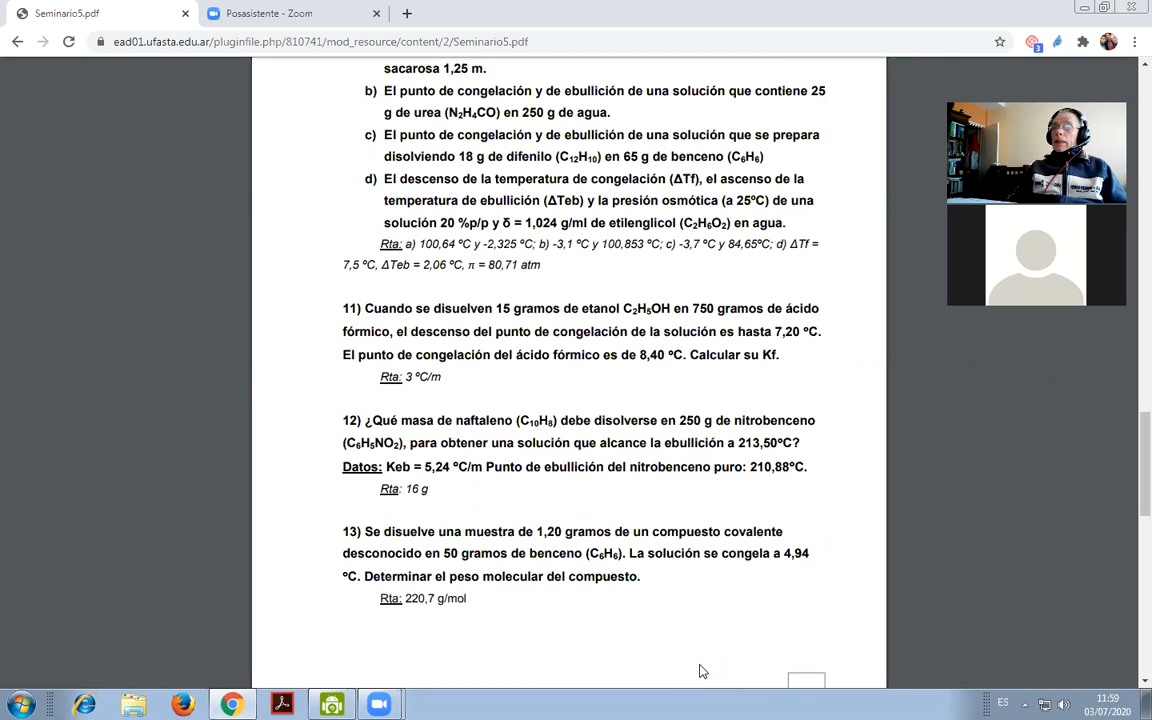 Seminario5.pdf
Posasistente - Zoom
ead01.ufasta.edu.ar/pluginfile.php/810741/mod_resource/content/2/Seminario5.pdf
3
sacarosa 1,25 m.
b) El punto de congelación y de ebullición de una solución que contiene 25
g de urea (N₂H₄CO) en 250 g de agua.
c) El punto de congelación y de ebullición de una solución que se prepara
disolviendo 18 g de difenilo (C₁₂H₁₀) en 65 g de benceno (C₆H₆)
d) El descenso de la temperatura de congelación (ΔTf), el ascenso de la
temperatura de ebullición (ΔTeb) y la presión osmótica (a 25ºC) de una
solución 20 %p/p y δ = 1,024 g/ml de etilenglicol (C₂H₆O₂) en agua.
Rta: a) 100,64 ºC y -2,325 ºC; b) -3,1 ºC y 100,853 ºC; c) -3,7 ºC y 84,65ºC; d) ΔTf =
7,5 ºC, ΔTeb = 2,06 ºC, π = 80,71 atm
11) Cuando se disuelven 15 gramos de etanol C₂H₅OH en 750 gramos de ácido
fórmico, el descenso del punto de congelación de la solución es hasta 7,20 ºC.
El punto de congelación del ácido fórmico es de 8,40 ºC. Calcular su Kf.
Rta: 3 ºC/m
12) ¿Qué masa de naftaleno (C₁₀H₈) debe disolverse en 250 g de nitrobenceno
(C₆H₅NO₂), para obtener una solución que alcance la ebullición a 213,50ºC?
Datos: Keb = 5,24 ºC/m Punto de ebullición del nitrobenceno puro: 210,88ºC.
Rta: 16 g
13) Se disuelve una muestra de 1,20 gramos de un compuesto covalente
desconocido en 50 gramos de benceno (C₆H₆). La solución se congela a 4,94
ºC. Determinar el peso molecular del compuesto.
Rta: 220,7 g/mol
ES
11:59
03/07/2020